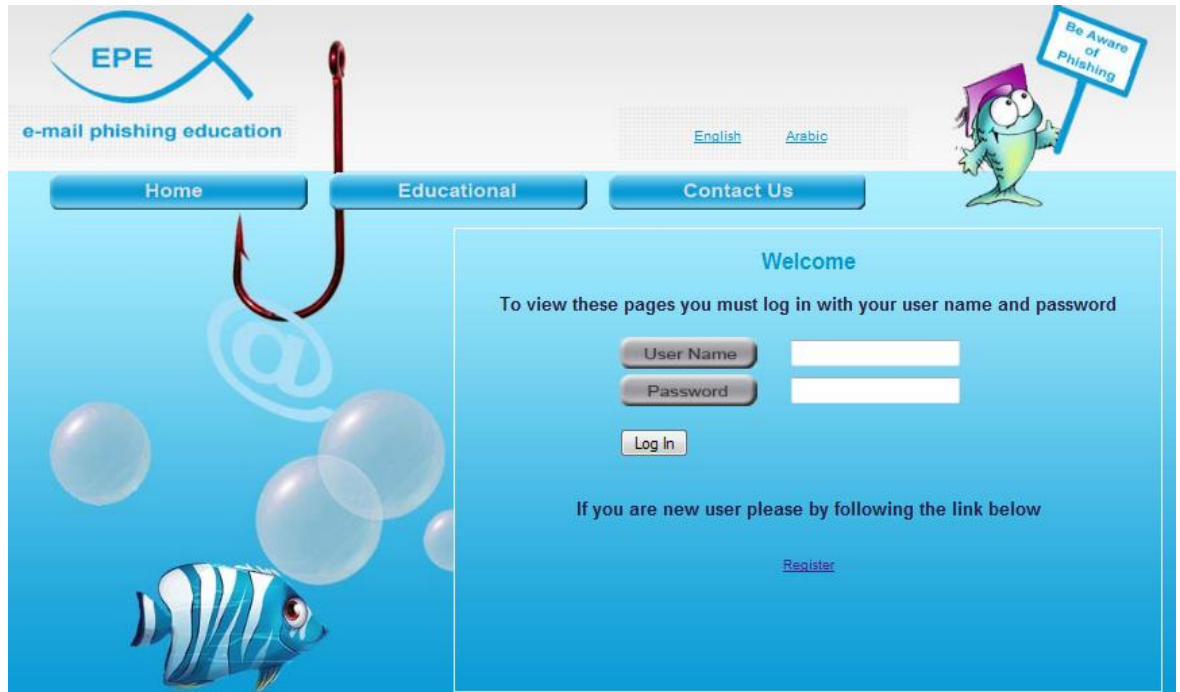 EPE
e-mail phishing education
Be Aware
of
Phishing
English Arabic
Home Educational Contact Us
Welcome
To view these pages you must log in with your user name and password
User Name
Password
Log In
If you are new user please by following the link below
Register
@